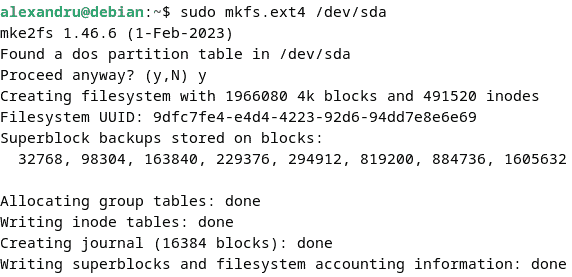 alexandru@debian:~$ sudo mkfs.ext4 /dev/sda
mke2fs 1.46.6 (1-Feb-2023)
Found a dos partition table in /dev/sda
Proceed anyway? (y,N) y
Creating filesystem with 1966080 4k blocks and 491520 inodes
Filesystem UUID: 9dfc7fe4-e4d4-4223-92d6-94dd7e8e6e69
Superblock backups stored on blocks:
  32768, 98304, 163840, 229376, 294912, 819200, 884736, 1605632

Allocating group tables: done
Writing inode tables: done
Creating journal (16384 blocks): done
Writing superblocks and filesystem accounting information: done